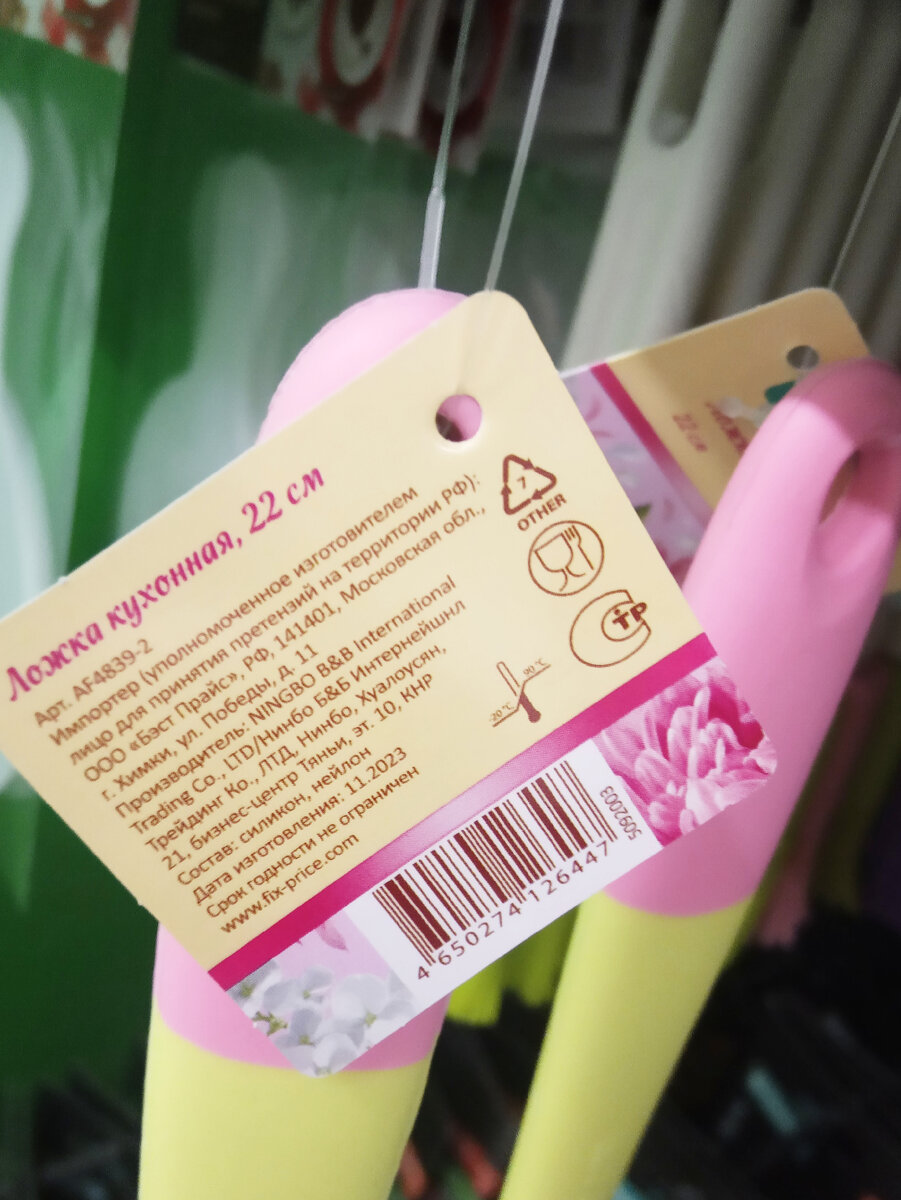 Ложка кухонная, 22 см
Арт. AF4839-2
Импортер (уполномоченное изготовителем
лицо для принятия претензий на территории РФ):
ООО «Бэст Прайс», РФ, 141401, Московская обл.,
г. Химки, ул. Победы, д. 11
Производитель: NINGBO B&B International
Trading Co., LTD/Нинбо Б&Б Интернейшнл
Трейдинг Ко., ЛТД, Нинбо, Хуалоусян,
21, бизнес-центр Тяньи, эт. 10, КНР
Состав: силикон, нейлон
Дата изготовления: 11.2023
Срок годности не ограничен
www.fix-price.com
7
OTHER
СТР
-20 °C
90 °C
5092003
4 650274 126447
22 см